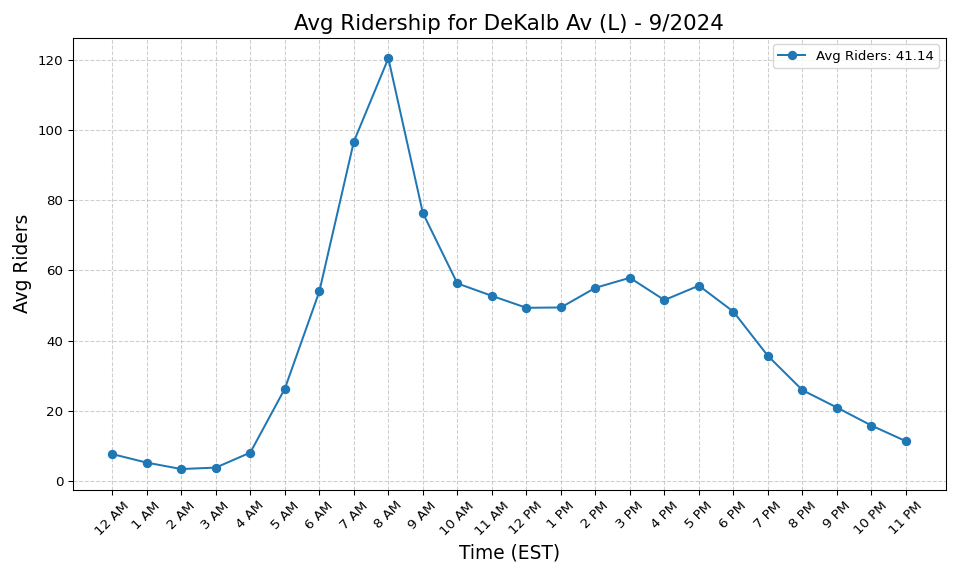 Avg Ridership for DeKalb Av (L) - 9/2024
Avg Riders: 41.14
Avg Riders
120
100
80
60
40
20
0
12 AM
1 AM
2 AM
3 AM
4 AM
5 AM
6 AM
7 AM
8 AM
9 AM
10 AM
11 AM
12 PM
1 PM
2 PM
3 PM
4 PM
5 PM
6 PM
7 PM
8 PM
9 PM
10 PM
11 PM
Time (EST)